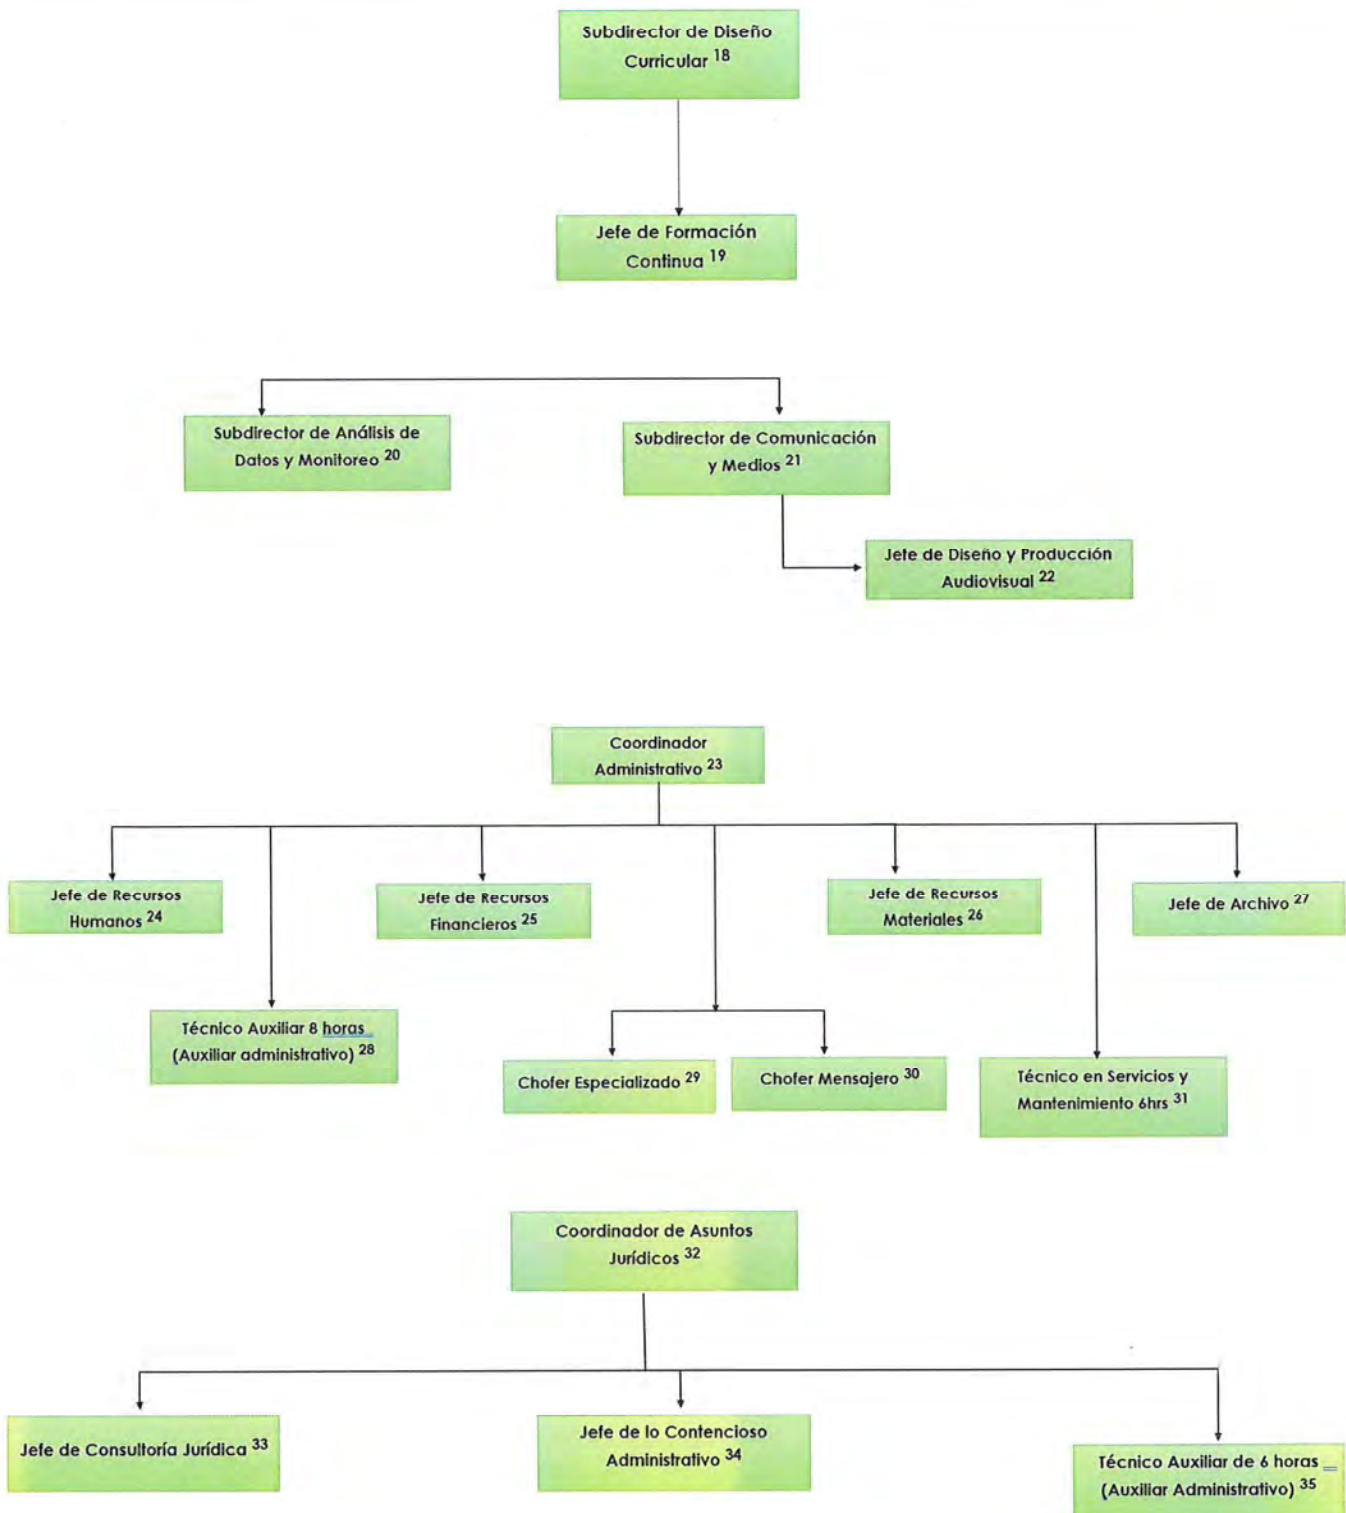 Subdirector de Diseño
Curricular 18
Jefe de Formación
Continua 19
Subdirector de Análisis de
Datos y Monitoreo 20
Subdirector de Comunicación
y Medios 21
Jefe de Diseño y Producción
Audiovisual 22
Coordinador
Administrativo 23
Jefe de Recursos
Humanos 24
Jefe de Recursos
Financieros 25
Jefe de Recursos
Materiales 26
Jefe de Archivo 27
Técnico Auxiliar 8 horas
(Auxiliar administrativo) 28
Chofer Especializado 29
Chofer Mensajero 30
Técnico en Servicios y
Mantenimiento 6hrs 31
Coordinador de Asuntos
Jurídicos 32
Jefe de Consultoría Jurídica 33
Jefe de lo Contencioso
Administrativo 34
Técnico Auxiliar de 6 horas
(Auxiliar Administrativo) 35